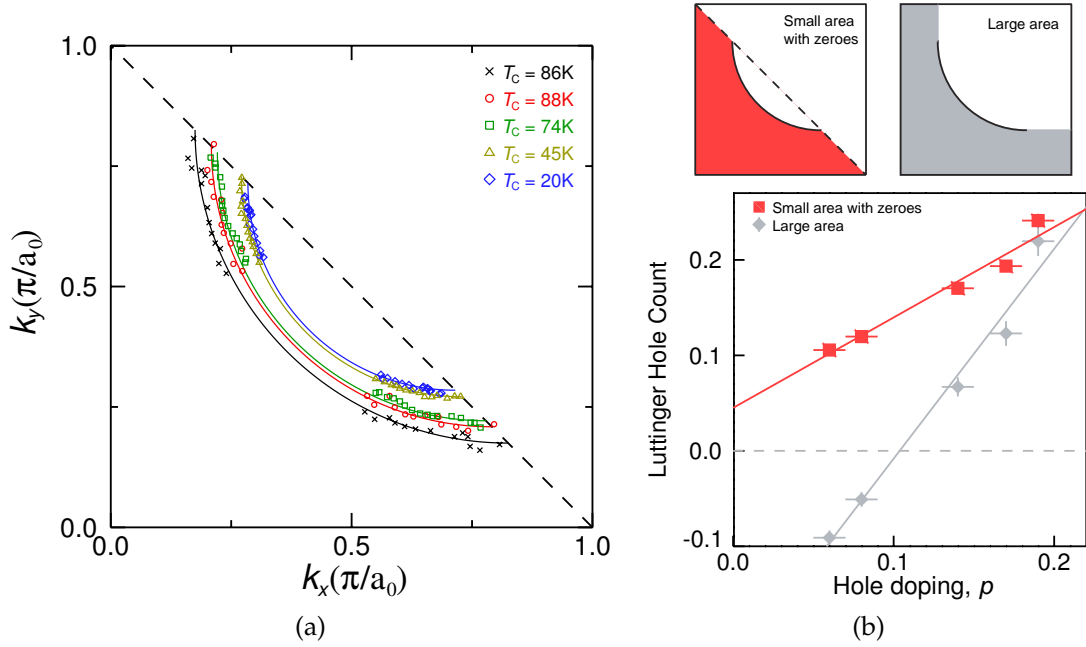 1.0
0.5
0.0
k_y(π/a₀)
T_C = 86K
T_C = 88K
T_C = 74K
T_C = 45K
T_C = 20K
0.0 0.5 1.0
k_x(π/a₀)
(a)
Small area
with zeroes
Large area
Small area with zeroes
Large area
Luttinger Hole Count
0.2
0.1
0.0
-0.1
0.0 0.1 0.2
Hole doping, p
(b)